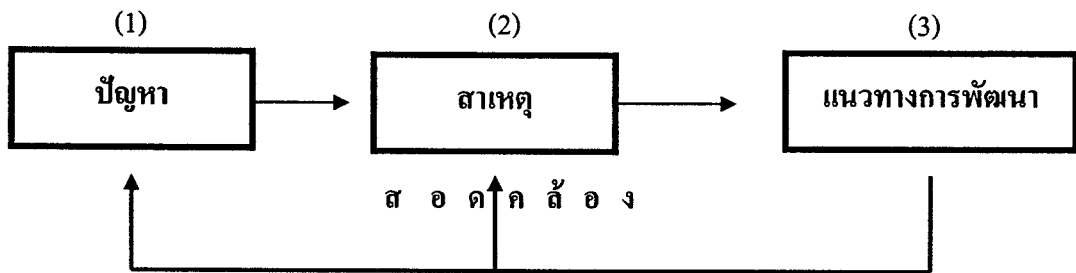 (1) (2) (3)
ปัญหา สาเหตุ แนวทางการพัฒนา
ส อ ด ค ล้ อ ง